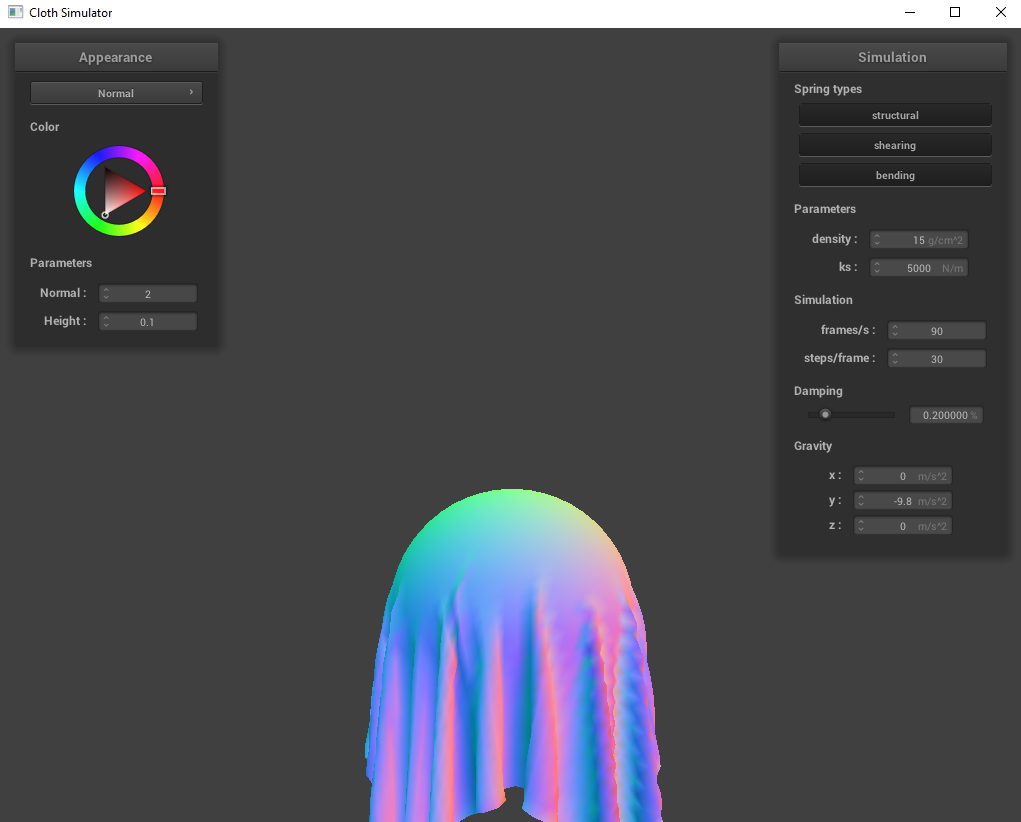 Cloth Simulator
Appearance
Normal
Color
Parameters
Normal :
2
Height :
0.1
Simulation
Spring types
structural
shearing
bending
Parameters
density :
15 g/cm^2
ks :
5000 N/m
Simulation
frames/s :
90
steps/frame :
30
Damping
0.200000 %
Gravity
x :
0 m/s^2
y :
-9.8 m/s^2
z :
0 m/s^2